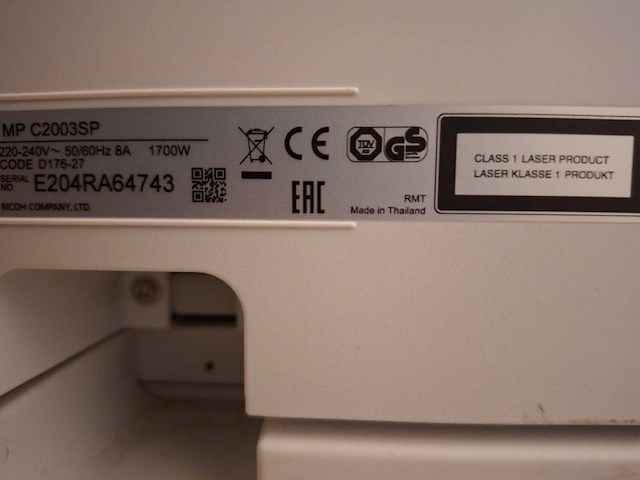 MP C2003SP
220-240V~ 50/60Hz 8A 1700W
CODE D176-27
SERIAL NO E204RA64743
RICOH COMPANY, LTD.
CE
TÜV GS
EAC
RMT
Made in Thailand
CLASS 1 LASER PRODUCT
LASER KLASSE 1 PRODUKT